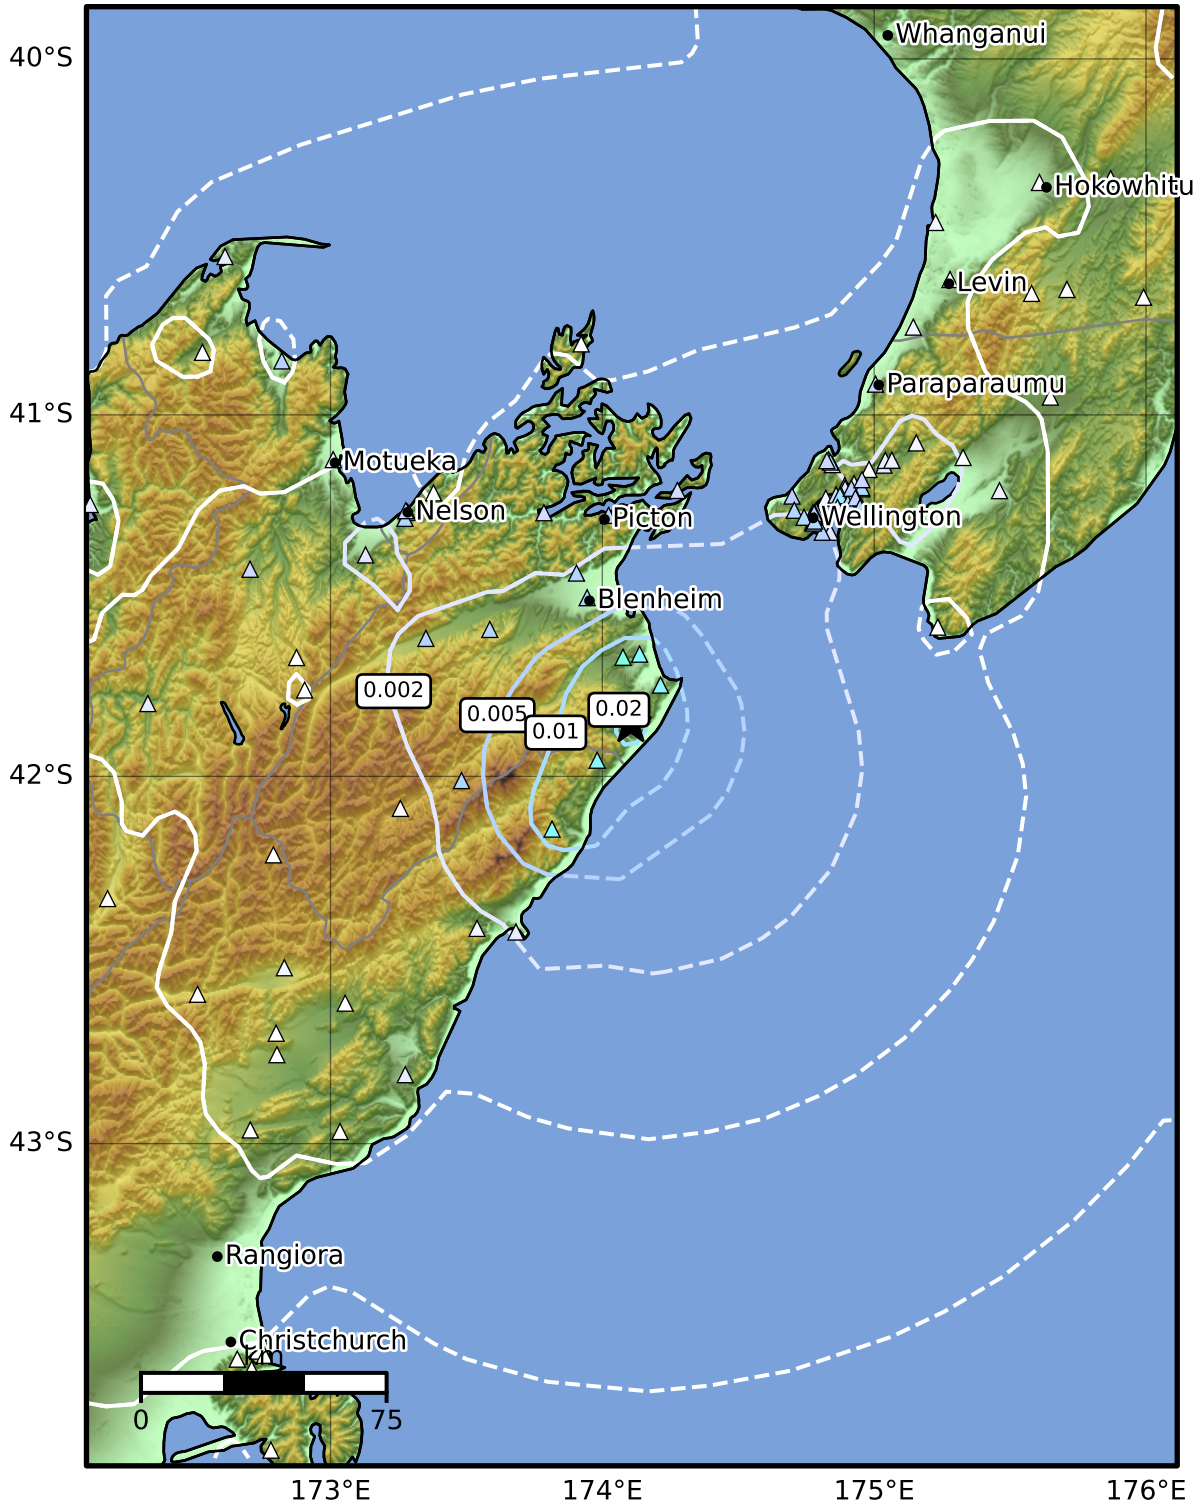 Whanganui
40°S
Hokowhitu
Levin
Paraparaumu
41°S
Motueka
Nelson
Picton
Wellington
Blenheim
0.002
0.005
0.02
0.01
42°S
43°S
Rangiora
Christchurch
km
0
75
173°E
174°E
175°E
176°E